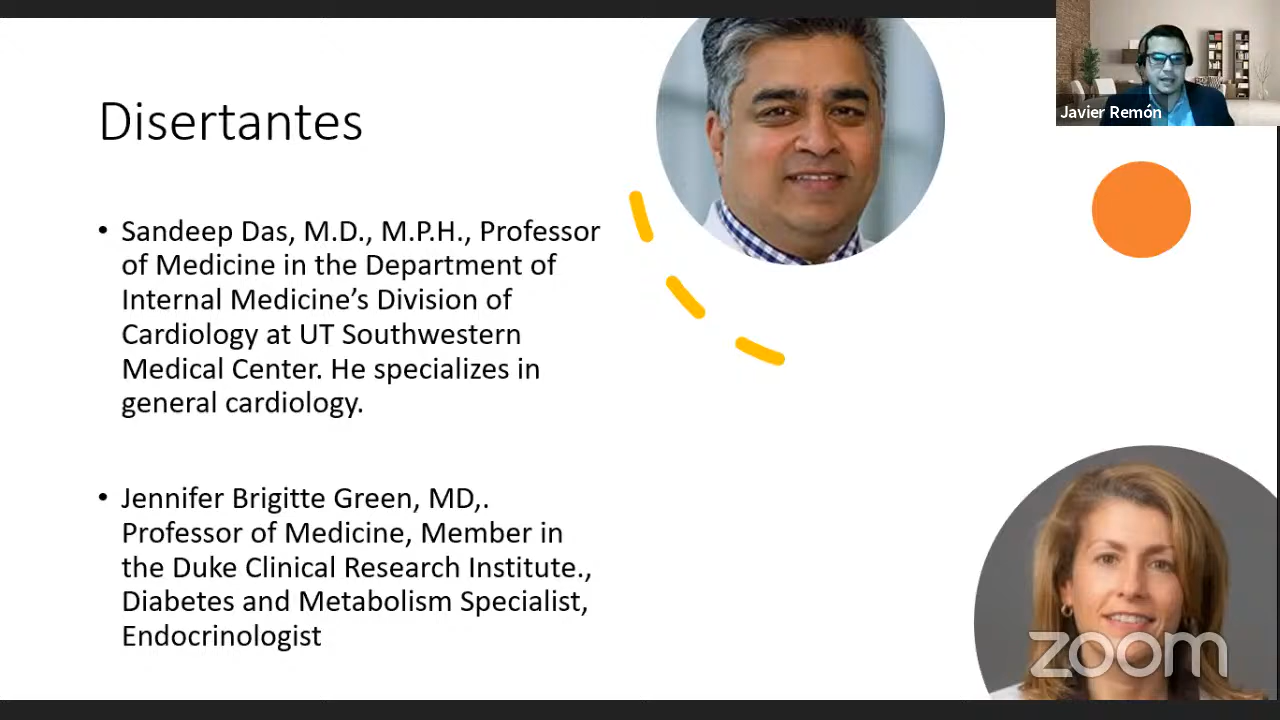 Javier Remón
Disertantes
• Sandeep Das, M.D., M.P.H., Professor
of Medicine in the Department of
Internal Medicine’s Division of
Cardiology at UT Southwestern
Medical Center. He specializes in
general cardiology.
• Jennifer Brigitte Green, MD,.
Professor of Medicine, Member in
the Duke Clinical Research Institute.,
Diabetes and Metabolism Specialist,
Endocrinologist
zoom